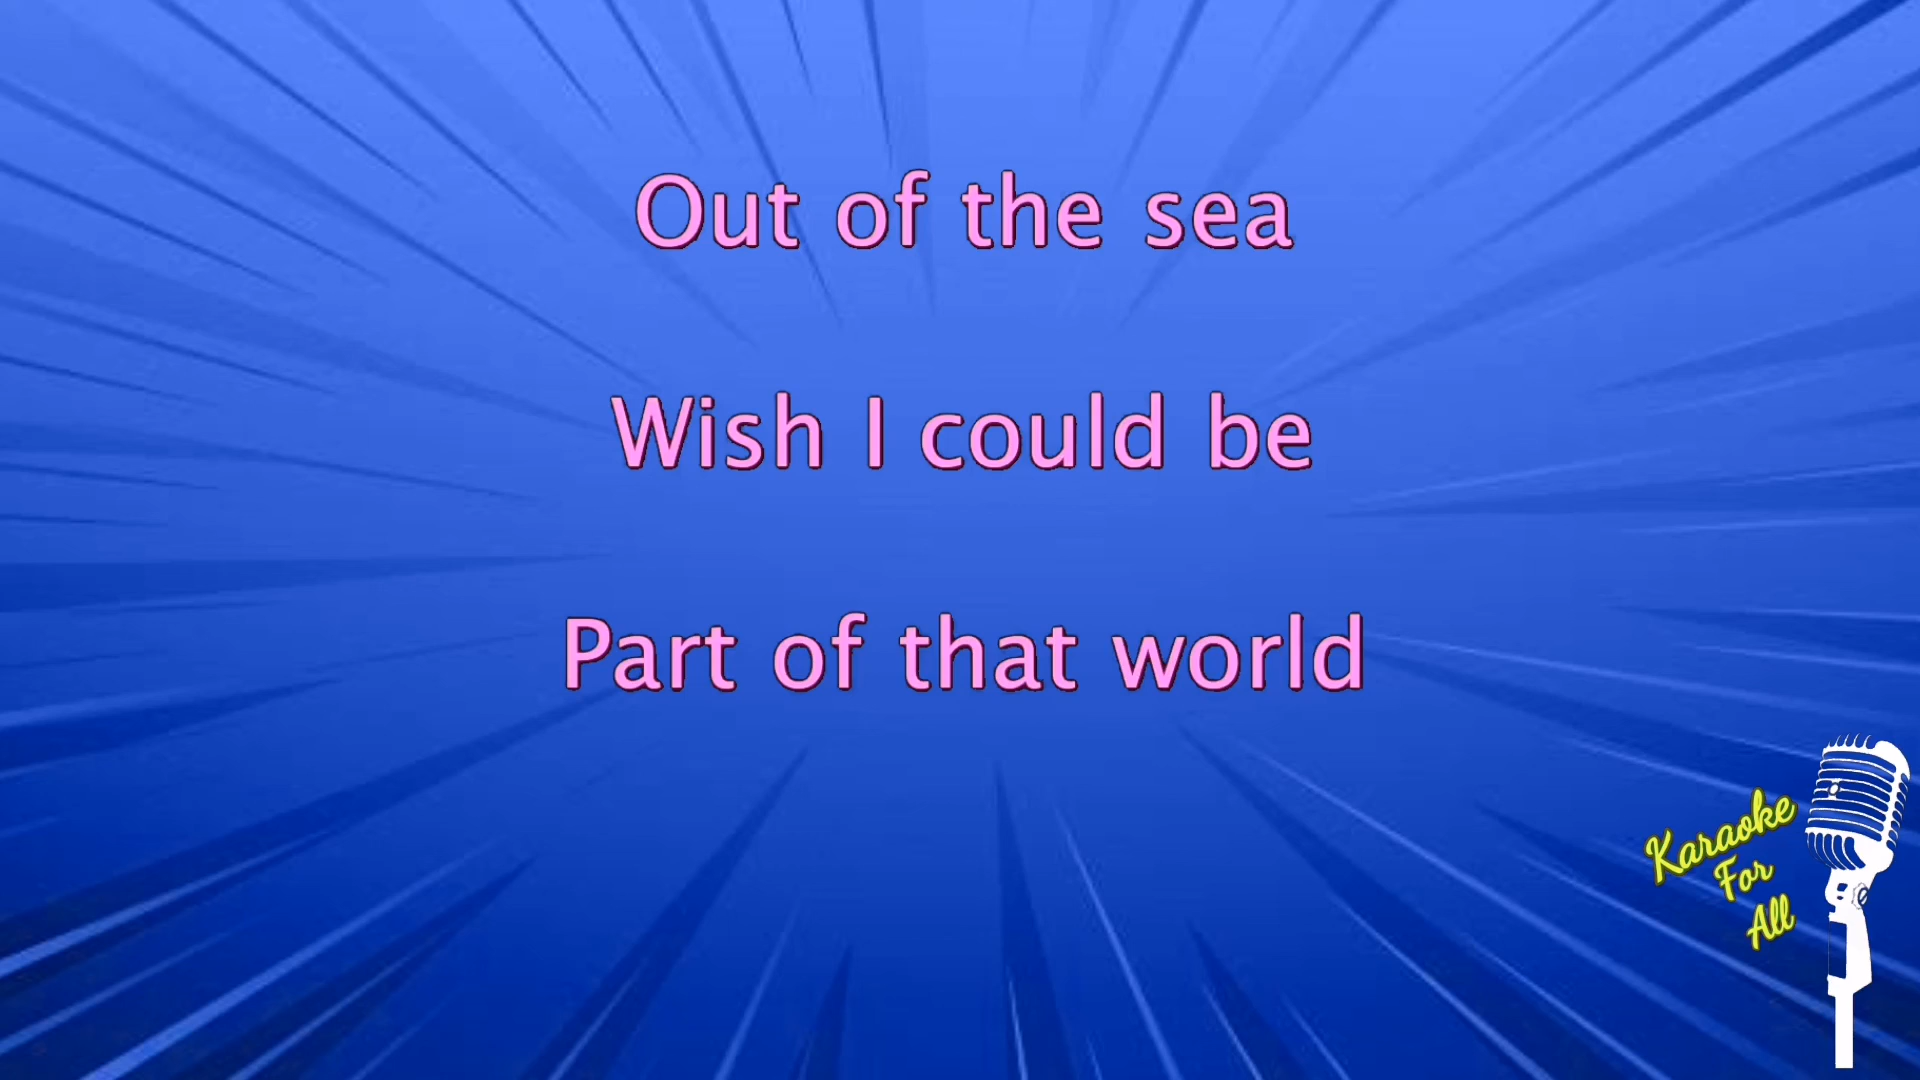 Out of the sea
Wish I could be
Part of that world
Karaoke
For
All